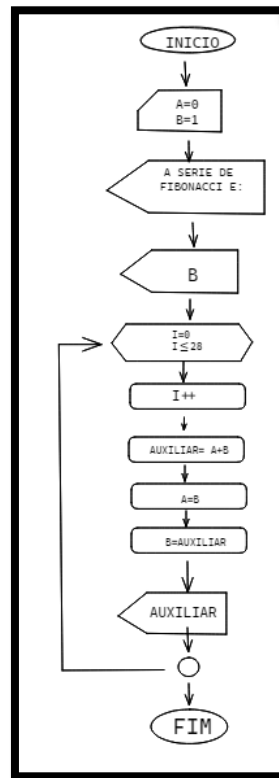 INICIO
A=0
B=1
A SERIE DE
FIBONACCI E:
B
I=0
I≤28
I++
AUXILIAR= A+B
A=B
B=AUXILIAR
AUXILIAR
FIM